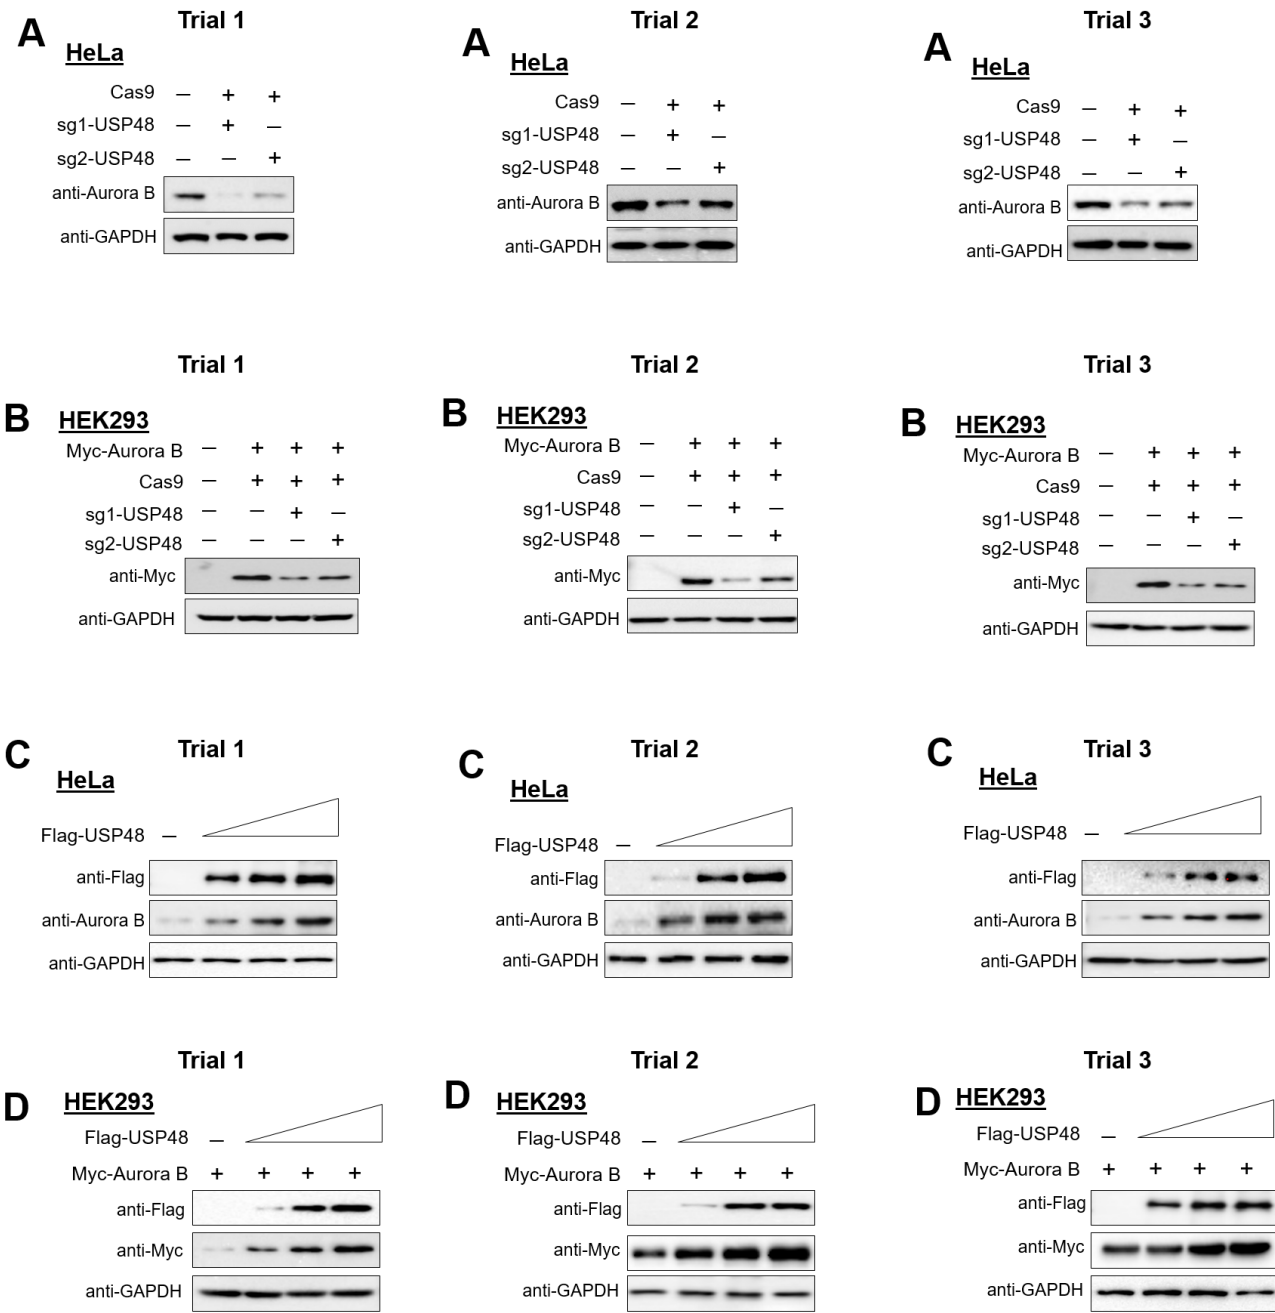 Trial 1
A
HeLa
Cas9 – + +
sg1-USP48 – + –
sg2-USP48 – – +
anti-Aurora B
anti-GAPDH
Trial 2
A
HeLa
Cas9 – + +
sg1-USP48 – + –
sg2-USP48 – – +
anti-Aurora B
anti-GAPDH
Trial 3
A
HeLa
Cas9 – + +
sg1-USP48 – + –
sg2-USP48 – – +
anti-Aurora B
anti-GAPDH
Trial 1
B
HEK293
Myc-Aurora B – + + +
Cas9 – + + +
sg1-USP48 – – + –
sg2-USP48 – – – +
anti-Myc
anti-GAPDH
Trial 2
B
HEK293
Myc-Aurora B – + + +
Cas9 – + + +
sg1-USP48 – – + –
sg2-USP48 – – – +
anti-Myc
anti-GAPDH
Trial 3
B
HEK293
Myc-Aurora B – + + +
Cas9 – + + +
sg1-USP48 – – + –
sg2-USP48 – – – +
anti-Myc
anti-GAPDH
Trial 1
C
HeLa
Flag-USP48 –
anti-Flag
anti-Aurora B
anti-GAPDH
Trial 2
C
HeLa
Flag-USP48 –
anti-Flag
anti-Aurora B
anti-GAPDH
Trial 3
C
HeLa
Flag-USP48 –
anti-Flag
anti-Aurora B
anti-GAPDH
Trial 1
D
HEK293
Flag-USP48 –
Myc-Aurora B + + + +
anti-Flag
anti-Myc
anti-GAPDH
Trial 2
D
HEK293
Flag-USP48 –
Myc-Aurora B + + + +
anti-Flag
anti-Myc
anti-GAPDH
Trial 3
D
HEK293
Flag-USP48 –
Myc-Aurora B + + + +
anti-Flag
anti-Myc
anti-GAPDH